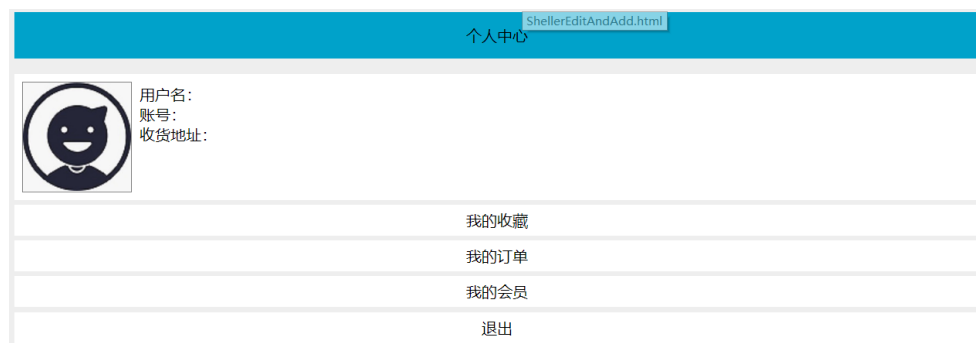 ShellerEditAndAdd.html
个人中心
用户名：
账号：
收货地址：
我的收藏
我的订单
我的会员
退出